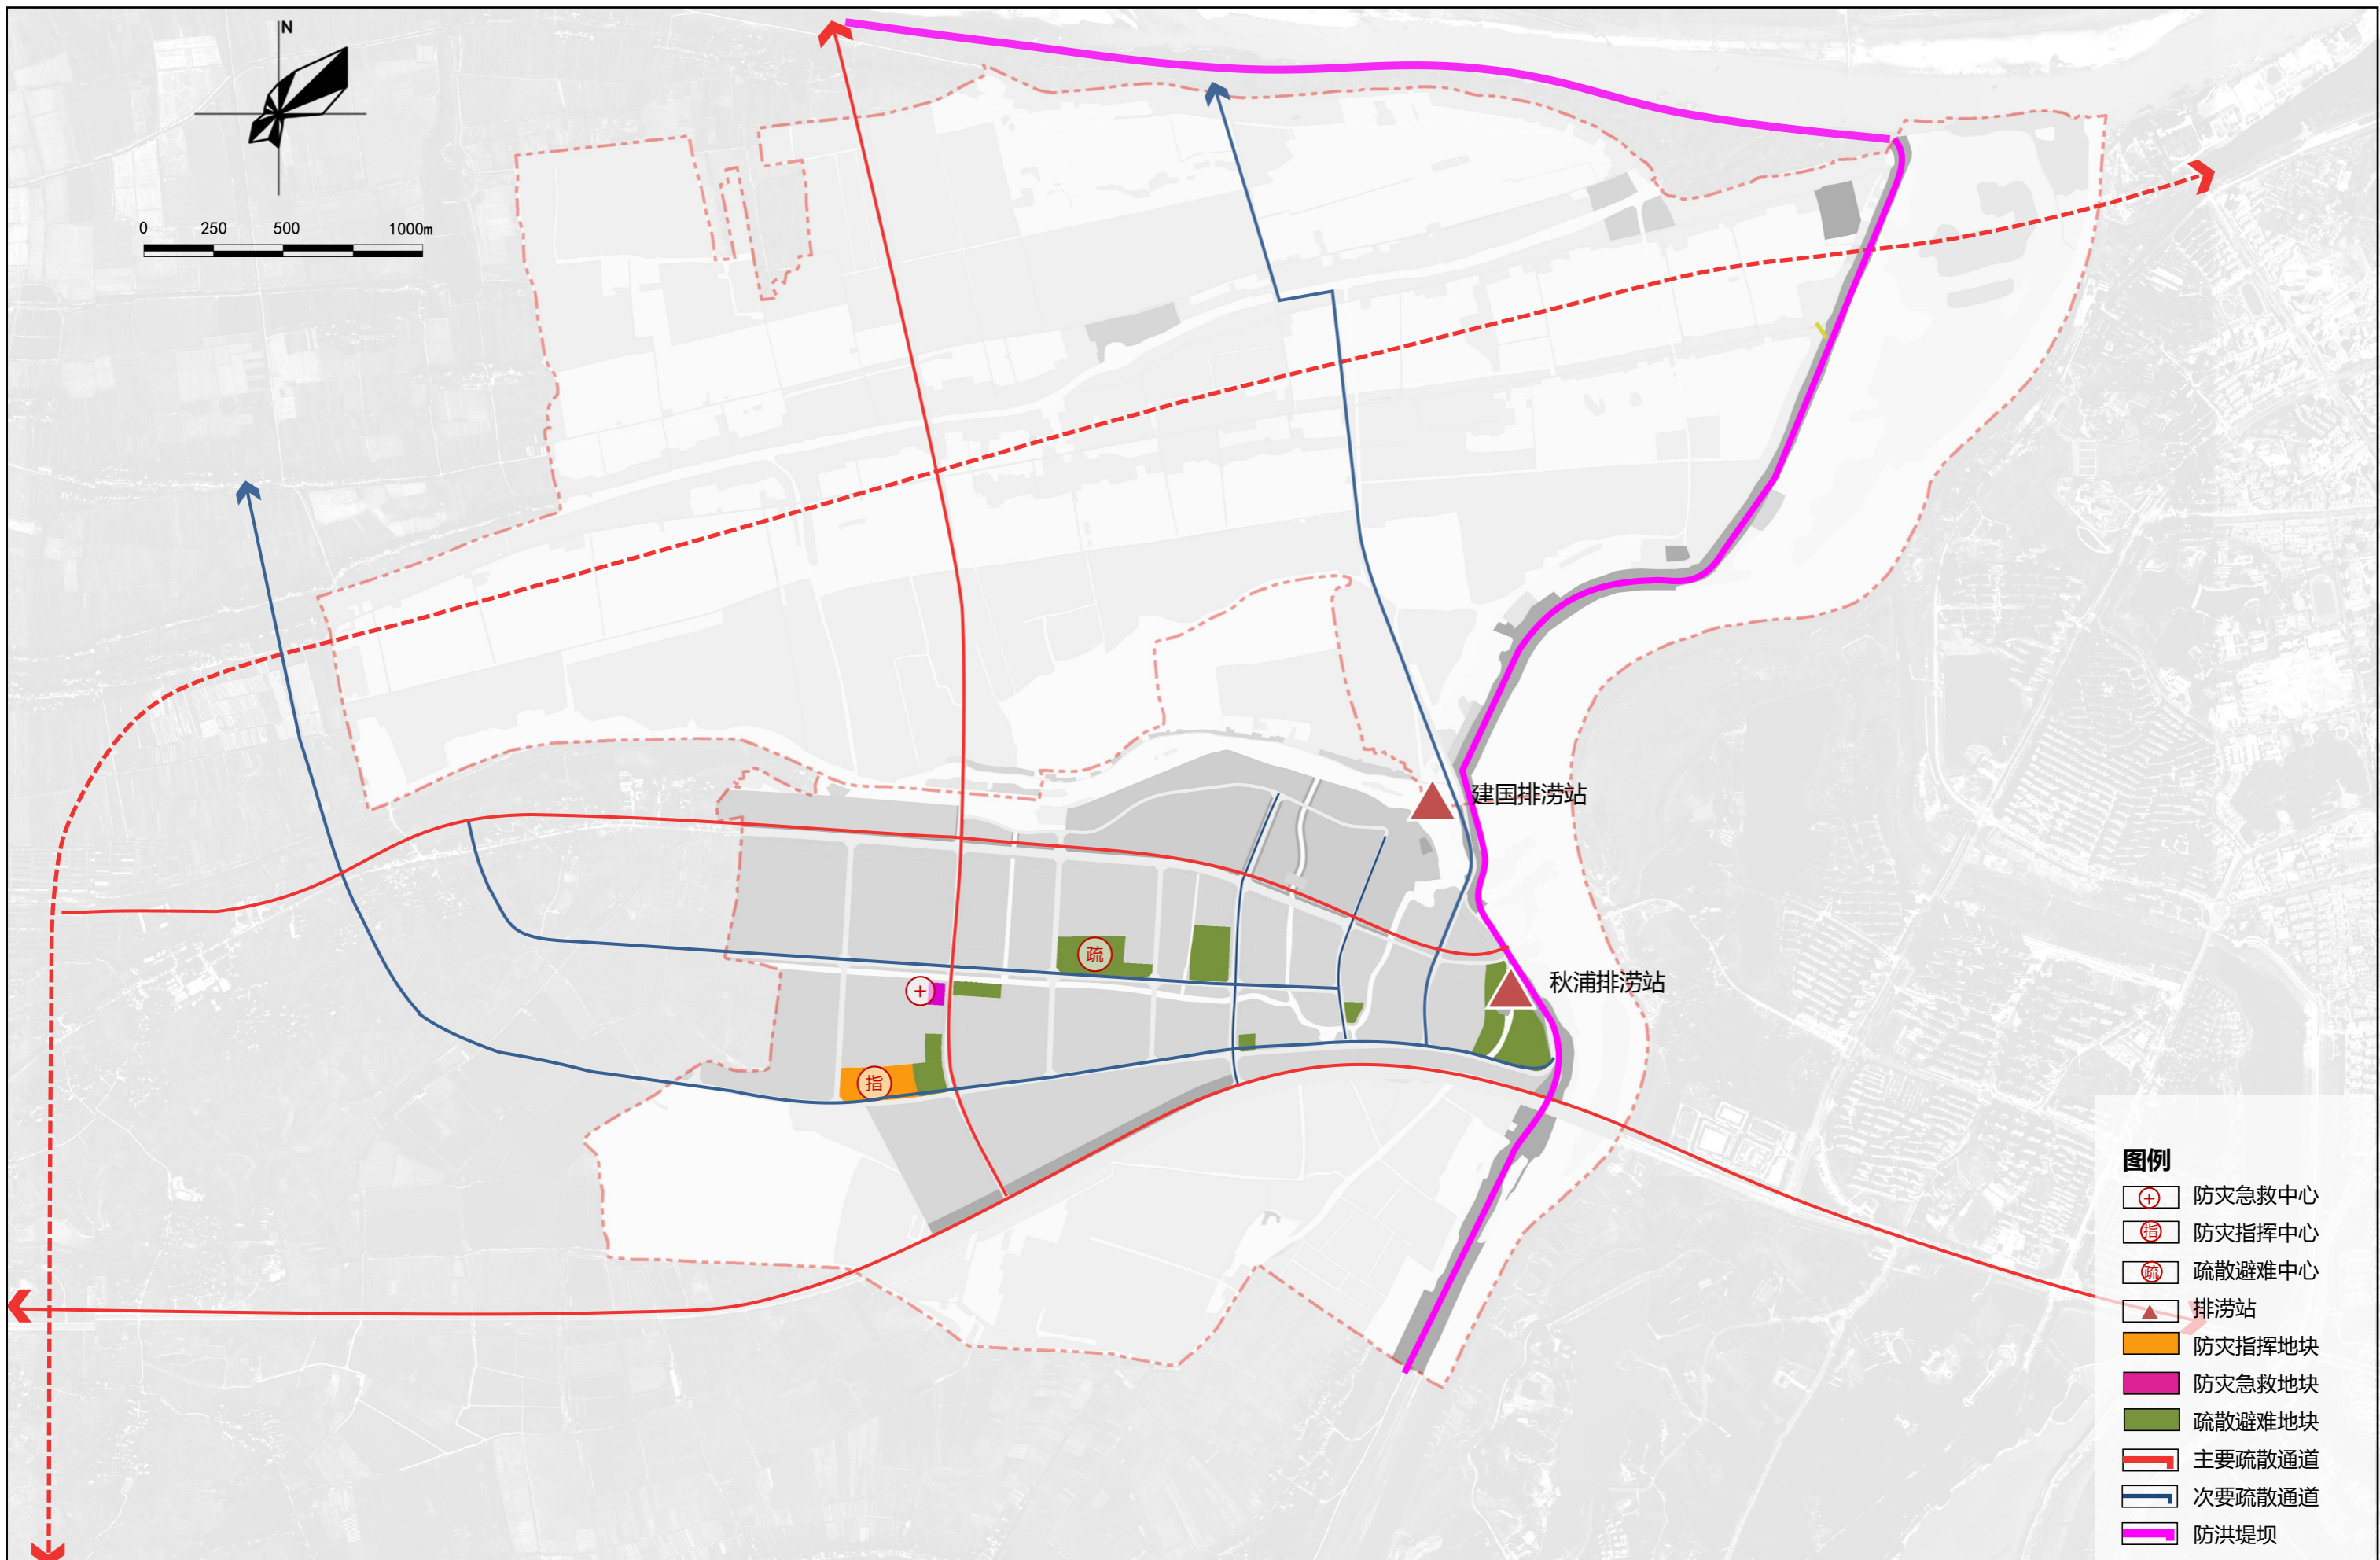 N
0 250 500 1000m
建国排涝站
疏
秋浦排涝站
指
图例
防灾急救中心
指 防灾指挥中心
疏 疏散避难中心
排涝站
防灾指挥地块
防灾急救地块
疏散避难地块
主要疏散通道
次要疏散通道
防洪堤坝